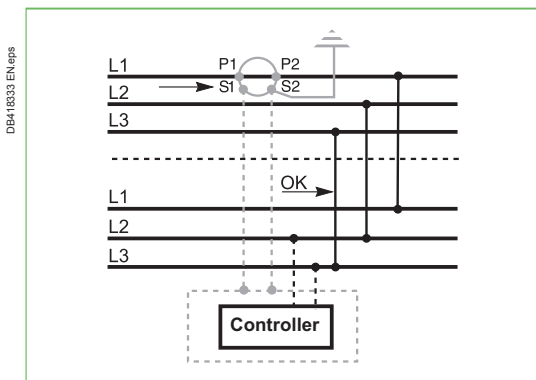 DB418333 EN.eps
L1
P1
P2
S1
S2
L2
L3
OK
L1
L2
L3
Controller